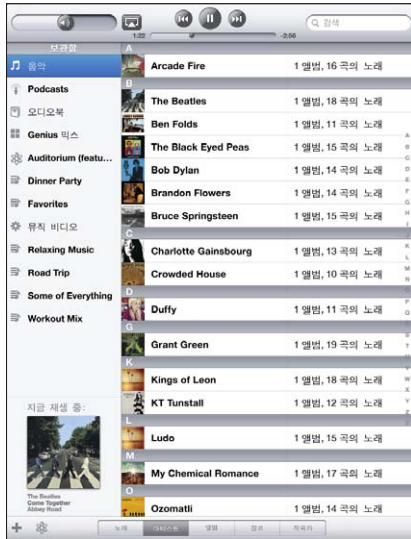 검색
1:22
-2:56
보관함
음악
Podcasts
오디오북
Genius 믹스
Auditorium (featu...
Dinner Party
Favorites
뮤직 비디오
Relaxing Music
Road Trip
Some of Everything
Workout Mix
지금 재생 중:
The Beatles
Come Together
Abbey Road
A
Arcade Fire 1 앨범, 16 곡의 노래
B
The Beatles 1 앨범, 18 곡의 노래
Ben Folds 1 앨범, 11 곡의 노래
The Black Eyed Peas 1 앨범, 15 곡의 노래
Bob Dylan 1 앨범, 14 곡의 노래
Brandon Flowers 1 앨범, 14 곡의 노래
Bruce Springsteen 1 앨범, 15 곡의 노래
C
Charlotte Gainsbourg 1 앨범, 13 곡의 노래
Crowded House 1 앨범, 10 곡의 노래
D
Duffy 1 앨범, 11 곡의 노래
G
Grant Green 1 앨범, 19 곡의 노래
K
Kings of Leon 1 앨범, 18 곡의 노래
KT Tunstall 1 앨범, 12 곡의 노래
L
Ludo 1 앨범, 15 곡의 노래
M
My Chemical Romance 1 앨범, 17 곡의 노래
O
Ozomatli 1 앨범, 14 곡의 노래
노래 아티스트 앨범 장르 작곡가